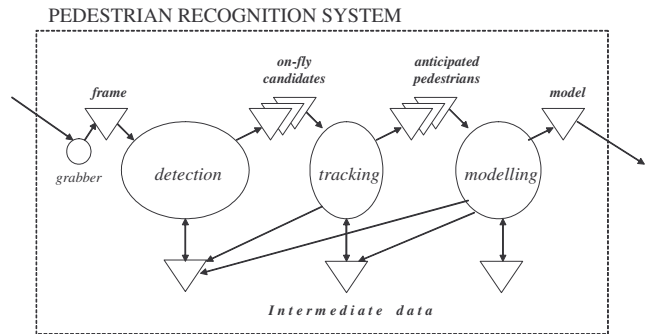 PEDESTRIAN RECOGNITION SYSTEM
on-fly
candidates
anticipated
pedestrians
frame
model
grabber
detection
tracking
modelling
Intermediate data